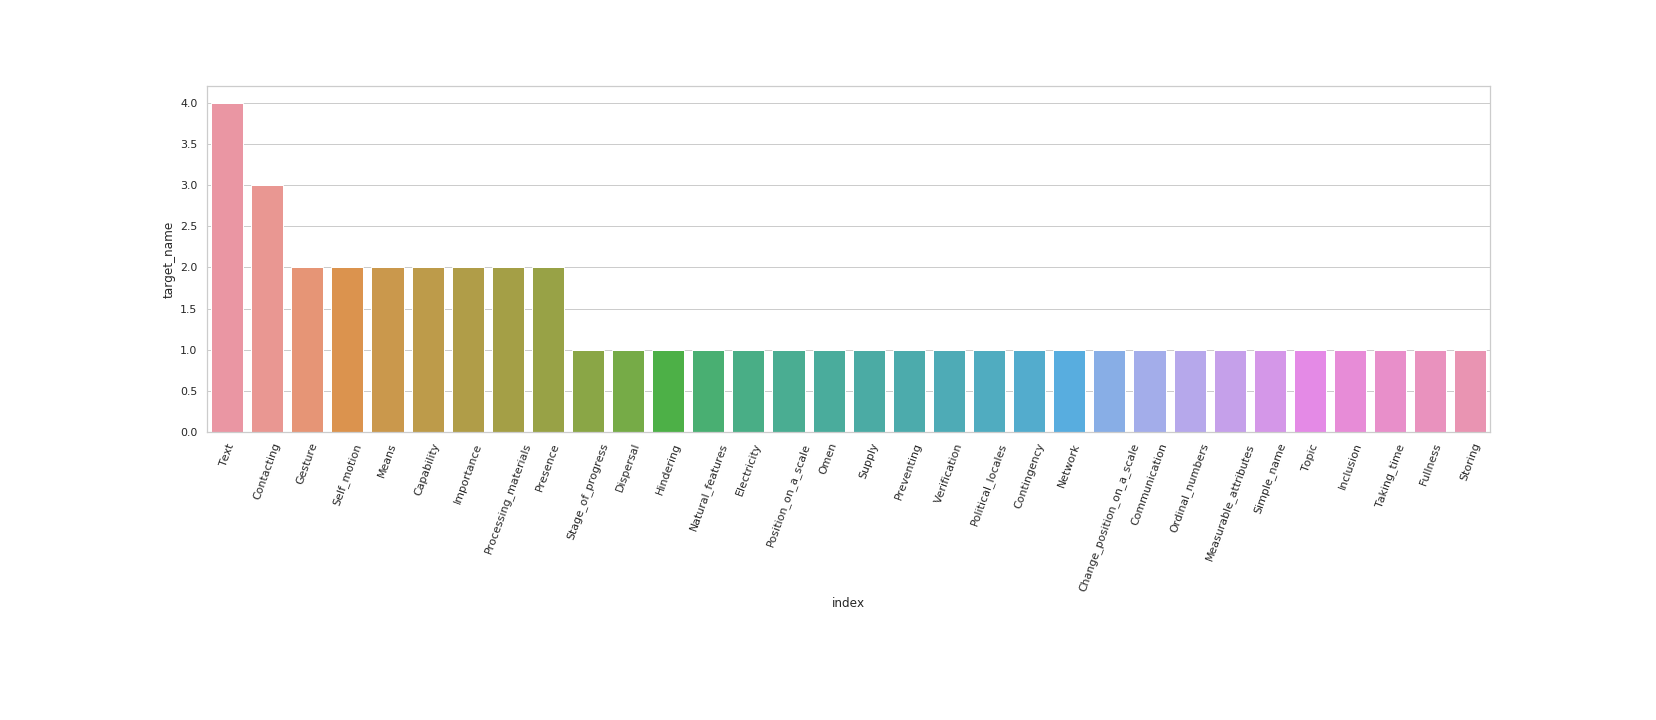 4.0
3.5
3.0
2.5
2.0
1.5
1.0
0.5
0.0
target_name
Text
Contacting
Gesture
Self_motion
Means
Capability
Importance
Processing_materials
Presence
Stage_of_progress
Dispersal
Hindering
Natural_features
Electricity
Position_on_a_scale
Omen
Supply
Preventing
Verification
Political_locales
Contingency
Network
Change_position_on_a_scale
Communication
Ordinal_numbers
Measurable_attributes
Simple_name
Topic
Inclusion
Taking_time
Fullness
Storing
index